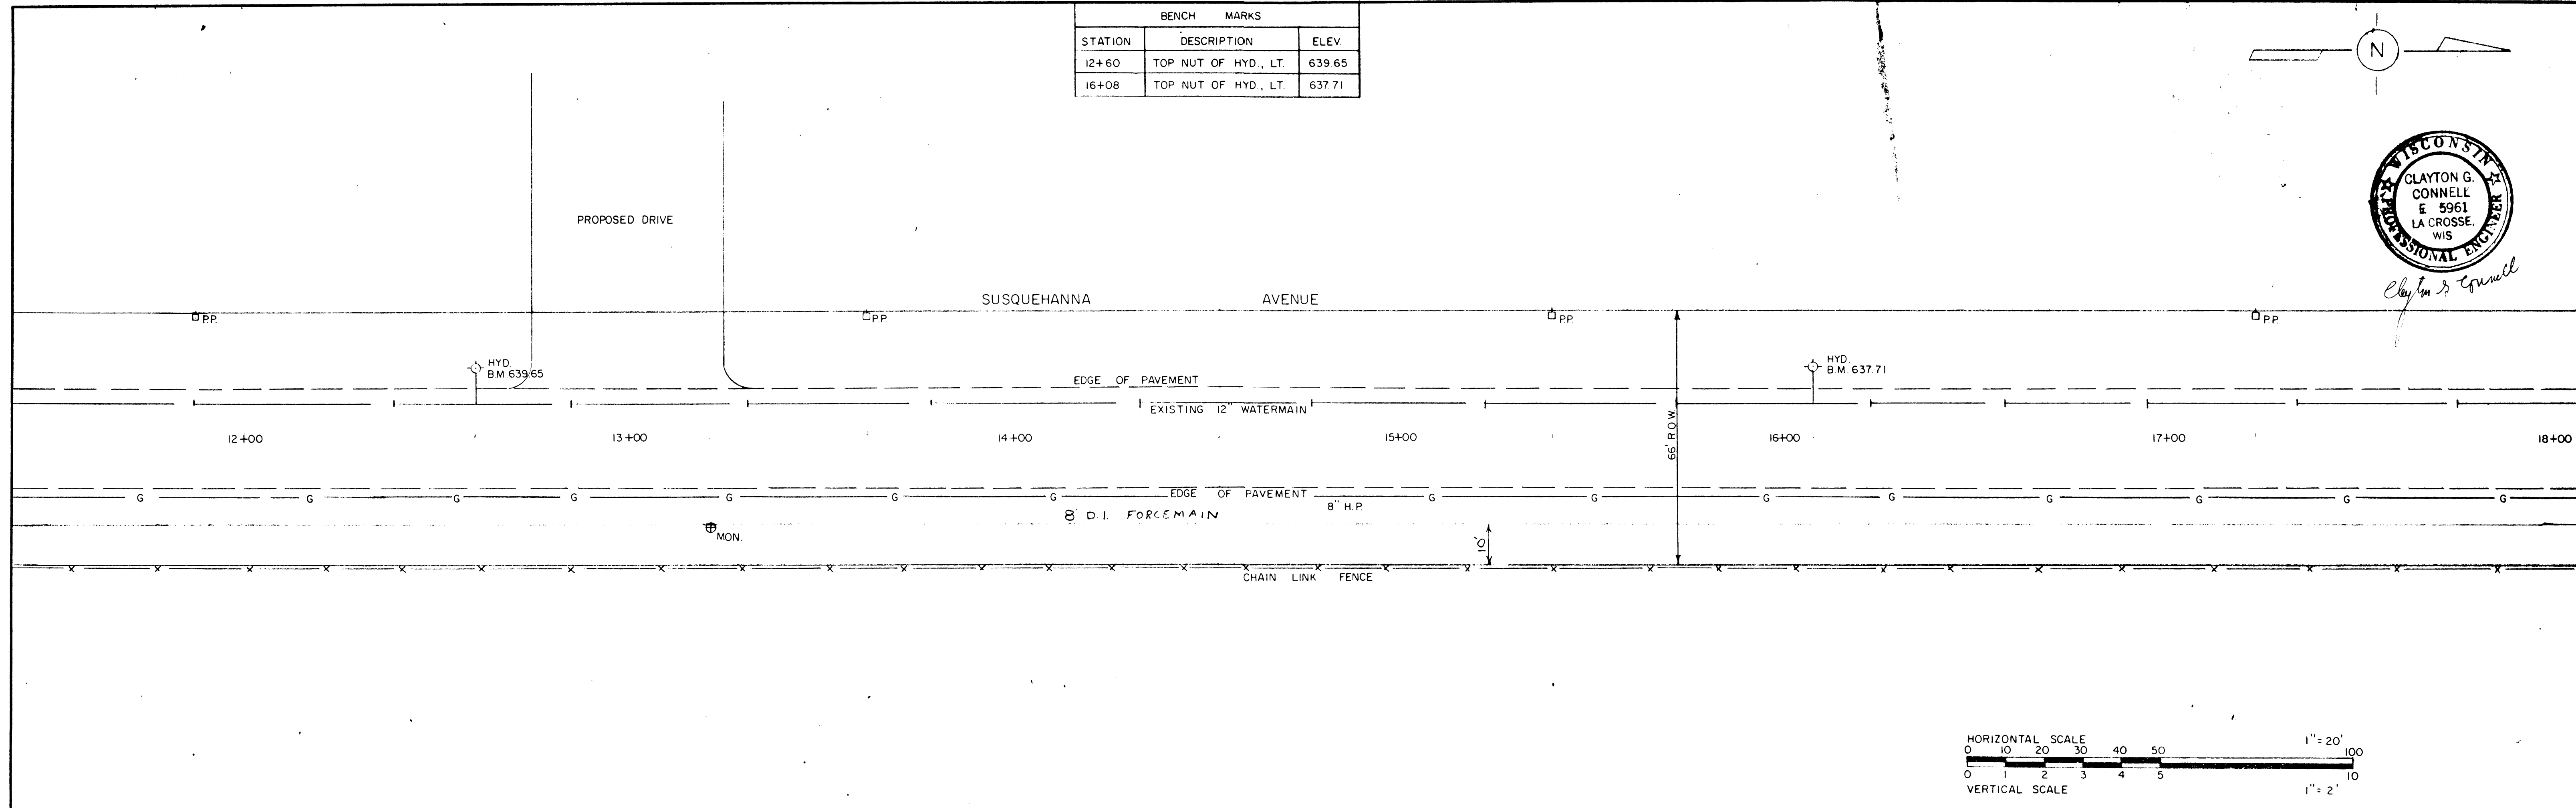 BENCH MARKS
STATION DESCRIPTION ELEV.
12+60 TOP NUT OF HYD., LT. 639.65
16+08 TOP NUT OF HYD., LT. 637.71
N
WISCONSIN
CLAYTON G.
CONNELL
E 5961
LA CROSSE,
WIS
PROFESSIONAL ENGINEER
Clayton G Connell
PROPOSED DRIVE
SUSQUEHANNA AVENUE
P.P.
P.P.
P.P.
P.P.
HYD.
B.M. 639.65
HYD.
B.M. 637.71
EDGE OF PAVEMENT
EXISTING 12" WATERMAIN
12+00 13+00 14+00 15+00 16+00 17+00 18+00
66' ROW
G G G G G G G EDGE OF PAVEMENT G G G G G G G G
8" H.P.
8" D.I. FORCEMAIN
MON.
10'
CHAIN LINK FENCE
HORIZONTAL SCALE 1"=20'
0 10 20 30 40 50 100
0 1 2 3 4 5 10
VERTICAL SCALE 1"=2'